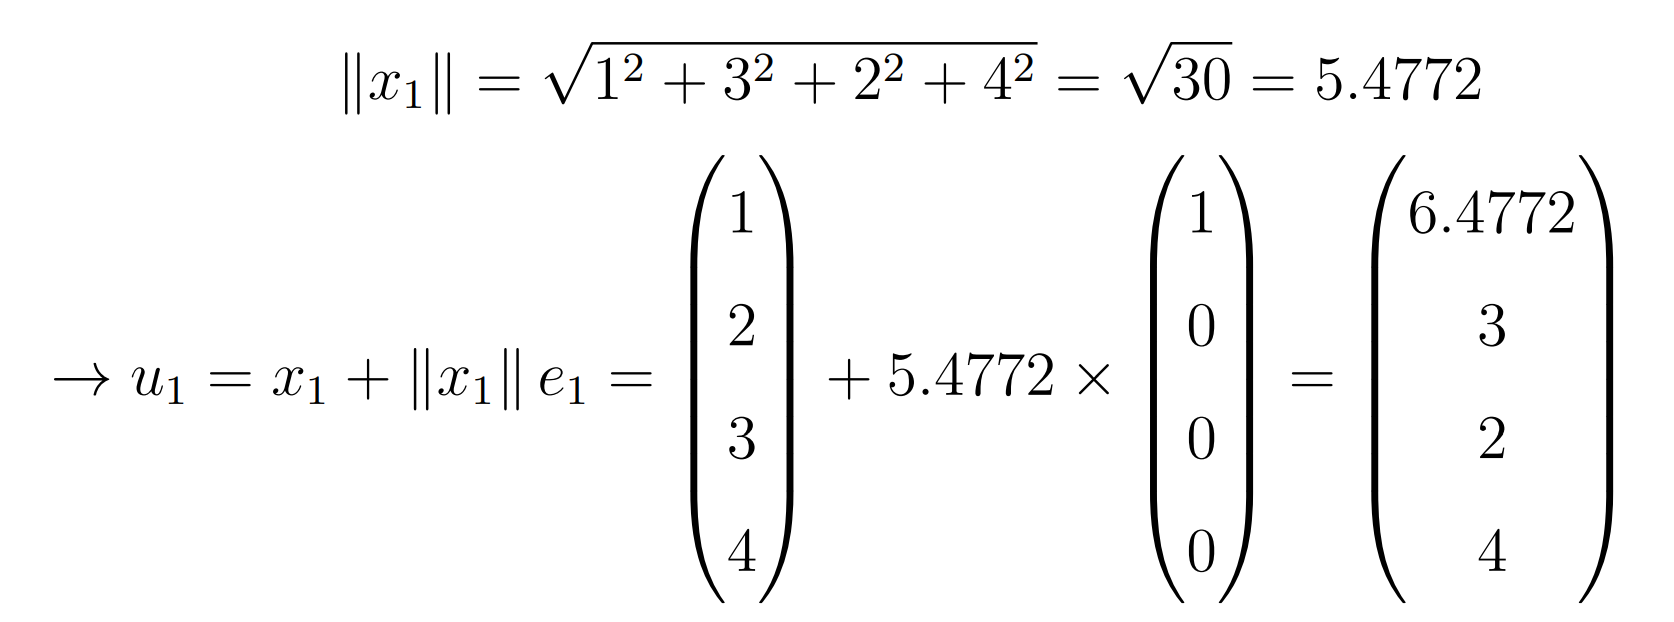 ‖x₁‖ = √(1² + 3² + 2² + 4²) = √30 = 5.4772
→ u₁ = x₁ + ‖x₁‖ e₁ = (1 2 3 4) + 5.4772 × (1 0 0 0) = (6.4772 3 2 4)